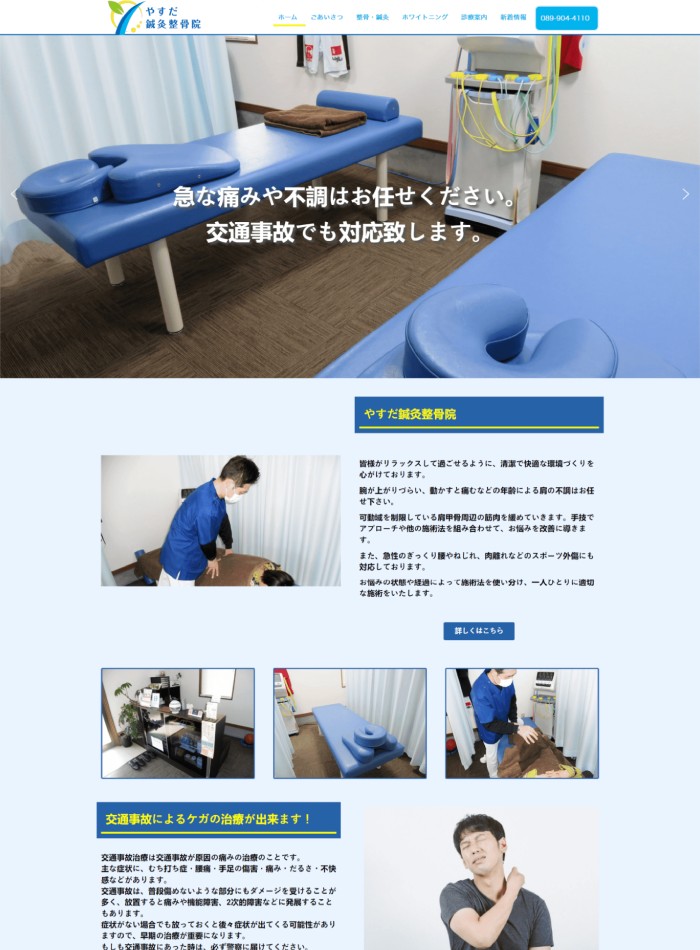 やすだ
鍼灸整骨院
ホーム
ごあいさつ
整骨・鍼灸
ホワイトニング
診療案内
新着情報
089-904-4110
急な痛みや不調はお任せください。
交通事故でも対応致します。
やすだ鍼灸整骨院
皆様がリラックスして過ごせるように、清潔で快適な環境づくりを
心がけております。
腕が上がりづらい、動かすと痛むなどの年齢による肩の不調はお任
せ下さい。
可動域を制限している肩甲骨周辺の筋肉を緩めていきます。手技で
アプローチや他の施術法を組み合わせて、お悩みを改善に導きま
す。
また、急性のぎっくり腰やねじれ、肉離れなどのスポーツ外傷にも
対応しております。
お悩みの状態や経過によって施術法を使い分け、一人ひとりに適切
な施術をいたします。
詳しくはこちら
交通事故によるケガの治療が出来ます！
交通事故治療は交通事故が原因の痛みの治療のことです。
主な症状に、むち打ち症・腰痛・手足の傷害・痛み・だるさ・不快
感などがあります。
交通事故は、普段傷めないような部分にもダメージを受けることが
多く、放置すると痛みや機能障害、2次的障害などに発展すること
もあります。
症状がない場合でも放っておくと後々症状が出てくる可能性があり
ますので、早期の治療が重要になります。
もしも交通事故にあった時は、必ず警察に届けてください。